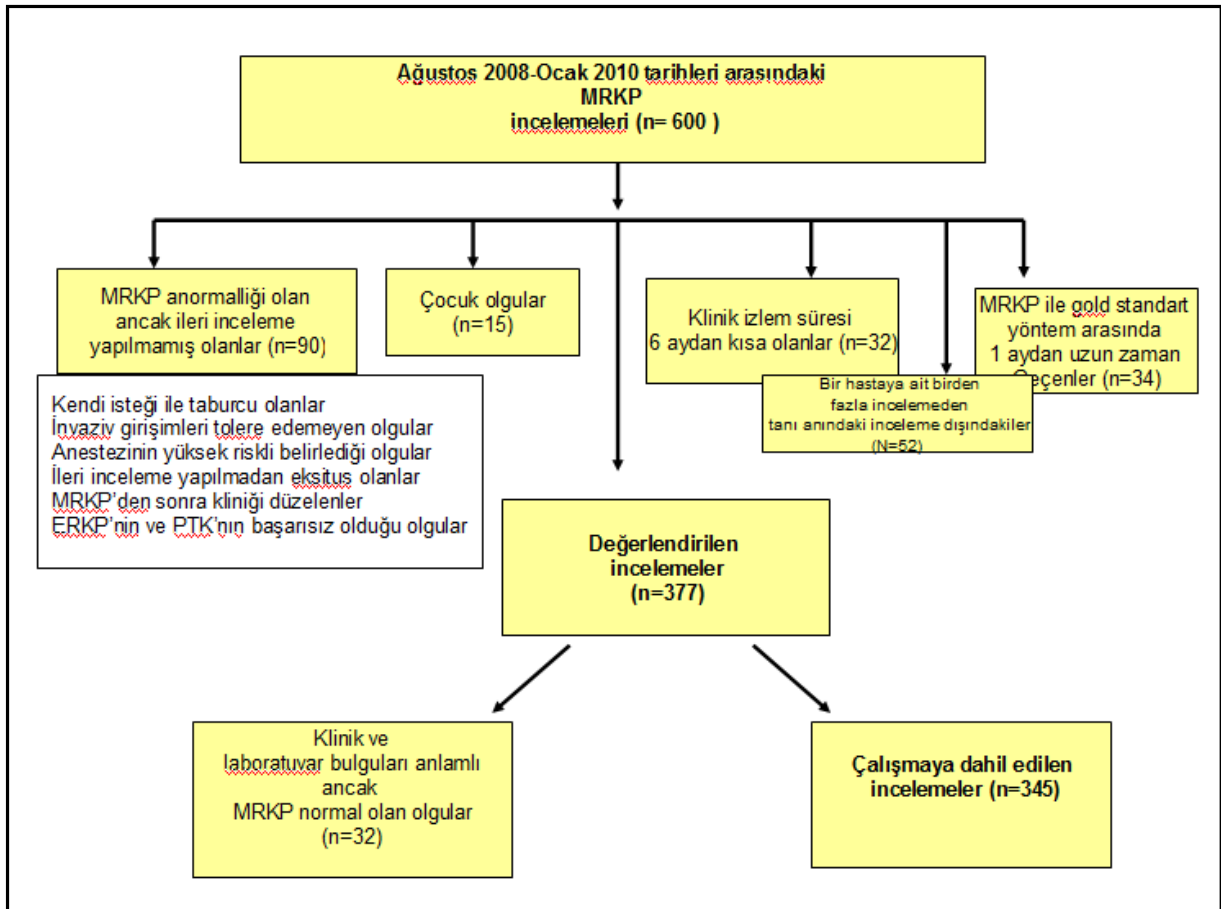 Ağustos 2008-Ocak 2010 tarihleri arasındaki
MRKP
incelemeleri (n= 600 )
MRKP anormalliği olan
ancak ileri inceleme
yapılmamış olanlar (n=90)
Çocuk olgular
(n=15)
Klinik izlem süresi
6 aydan kısa olanlar (n=32)
MRKP ile gold standart
yöntem arasında
1 aydan uzun zaman
Geçenler (n=34)
Bir hastaya ait birden
fazla incelemeden
tanı anındaki inceleme dışındakiler
(N=52)
Kendi isteği ile taburcu olanlar
İnvaziv girişimleri tolere edemeyen olgular
Anestezinin yüksek riskli belirlediği olgular
İleri inceleme yapılmadan eksitus olanlar
MRKP'den sonra kliniği düzelenler
ERKP'nin ve PTK'nın başarısız olduğu olgular
Değerlendirilen
incelemeler
(n=377)
Klinik ve
laboratuvar bulguları anlamlı
ancak
MRKP normal olan olgular
(n=32)
Çalışmaya dahil edilen
incelemeler (n=345)